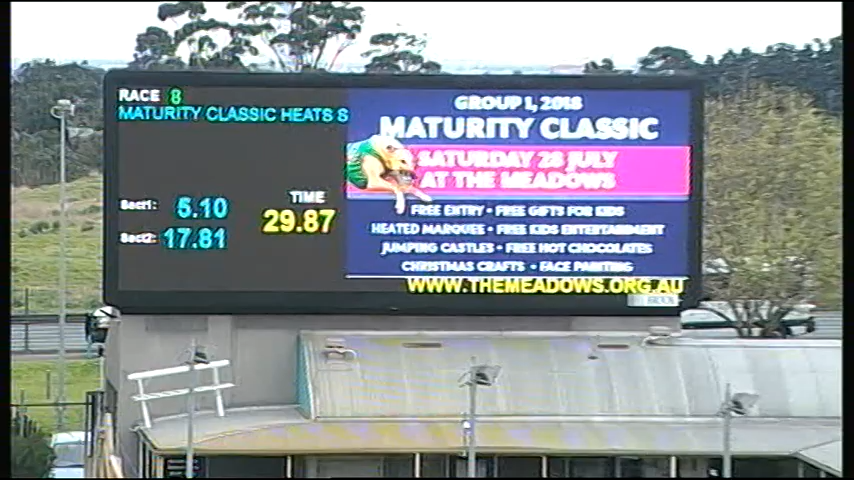 RACE 8
MATURITY CLASSIC HEATS 8
Sect1: 5.10
Sect2: 17.81
TIME
29.87
GROUP 1, 2018
MATURITY CLASSIC
SATURDAY 28 JULY
AT THE MEADOWS
FREE ENTRY • FREE GIFTS FOR KIDS
HEATED MARQUEE • FREE KIDS ENTERTAINMENT
JUMPING CASTLES • FREE HOT CHOCOLATES
CHRISTMAS CRAFTS • FACE PAINTING
WWW.THEMEADOWS.ORG.AU